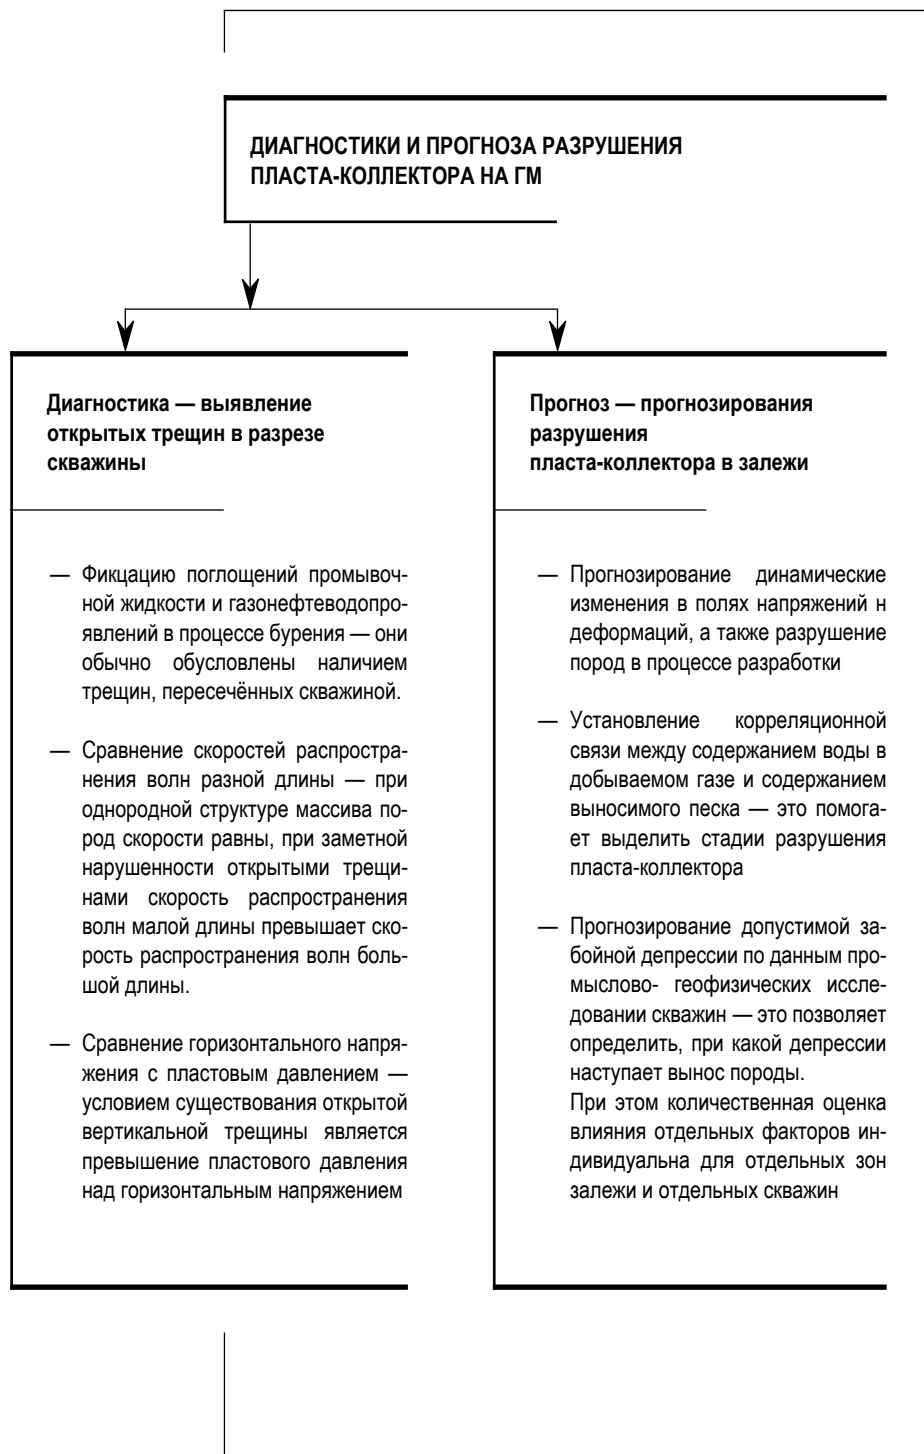 ДИАГНОСТИКИ И ПРОГНОЗА РАЗРУШЕНИЯ
ПЛАСТА-КОЛЛЕКТОРА НА ГМ
Диагностика — выявление
открытых трещин в разрезе
скважины
— Фикцацию поглощений промывоч-
ной жидкости и газонефтеводопро-
явлений в процессе бурения — они
обычно обусловлены наличием
трещин, пересечённых скважиной.
— Сравнение скоростей распростра-
нения волн разной длины — при
однородной структуре массива по-
род скорости равны, при заметной
нарушенности открытыми трещи-
нами скорость распространения
волн малой длины превышает ско-
рость распространения волн боль-
шой длины.
— Сравнение горизонтального напря-
жения с пластовым давлением —
условием существования открытой
вертикальной трещины является
превышение пластового давления
над горизонтальным напряжением
Прогноз — прогнозирования
разрушения
пласта-коллектора в залежи
— Прогнозирование динамические
изменения в полях напряжений н
деформаций, а также разрушение
пород в процессе разработки
— Установление корреляционной
связи между содержанием воды в
добываемом газе и содержанием
выносимого песка — это помога-
ет выделить стадии разрушения
пласта-коллектора
— Прогнозирование допустимой за-
бойной депрессии по данным про-
мыслово- геофизических иссле-
довании скважин — это позволяет
определить, при какой депрессии
наступает вынос породы.
При этом количественная оценка
влияния отдельных факторов ин-
дивидуальна для отдельных зон
залежи и отдельных скважин